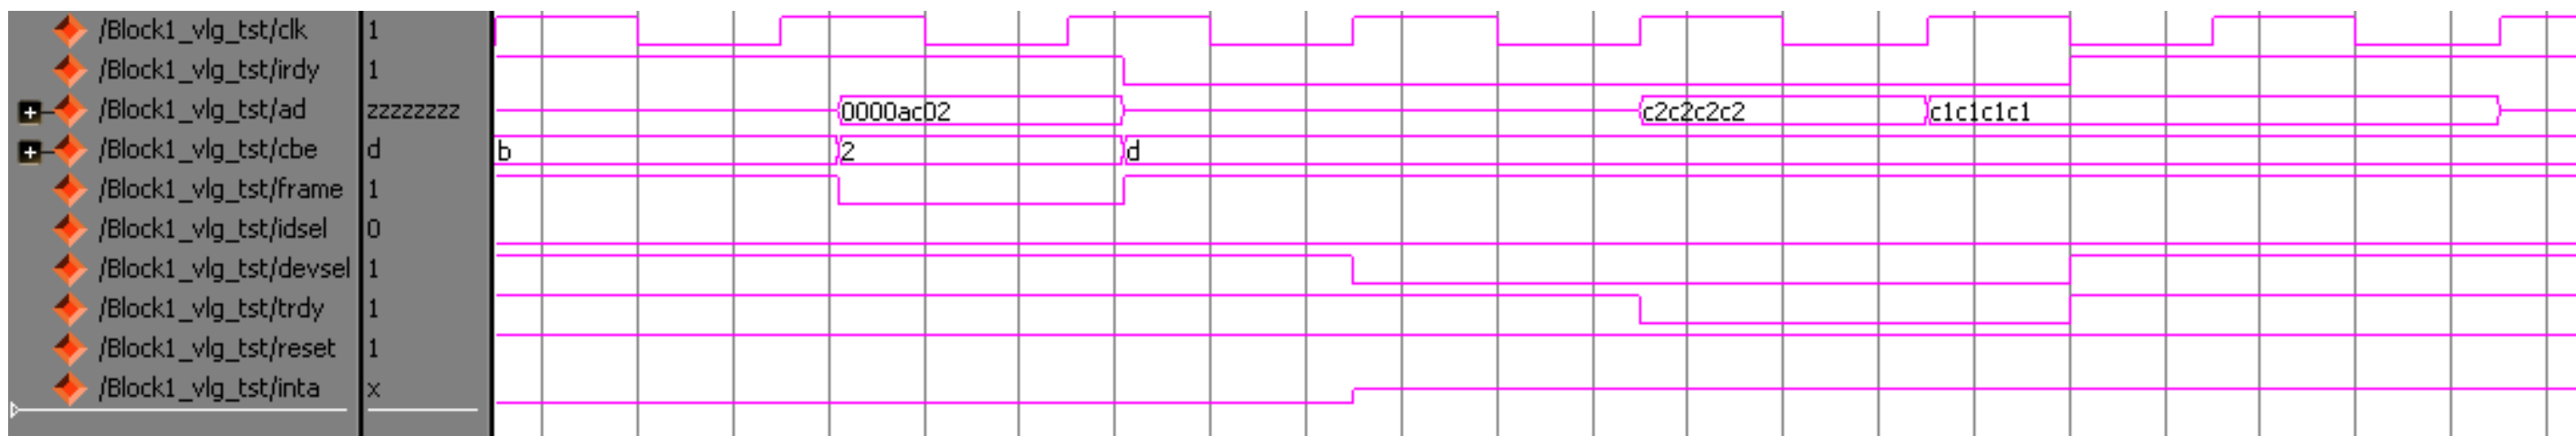 /Block1_vlg_tst/clk 1
/Block1_vlg_tst/irdy 1
/Block1_vlg_tst/ad zzzzzzzz 0000ac02 c2c2c2c2 c1c1c1c1
/Block1_vlg_tst/cbe d b 2 d
/Block1_vlg_tst/frame 1
/Block1_vlg_tst/idsel 0
/Block1_vlg_tst/devsel 1
/Block1_vlg_tst/trdy 1
/Block1_vlg_tst/reset 1
/Block1_vlg_tst/inta x